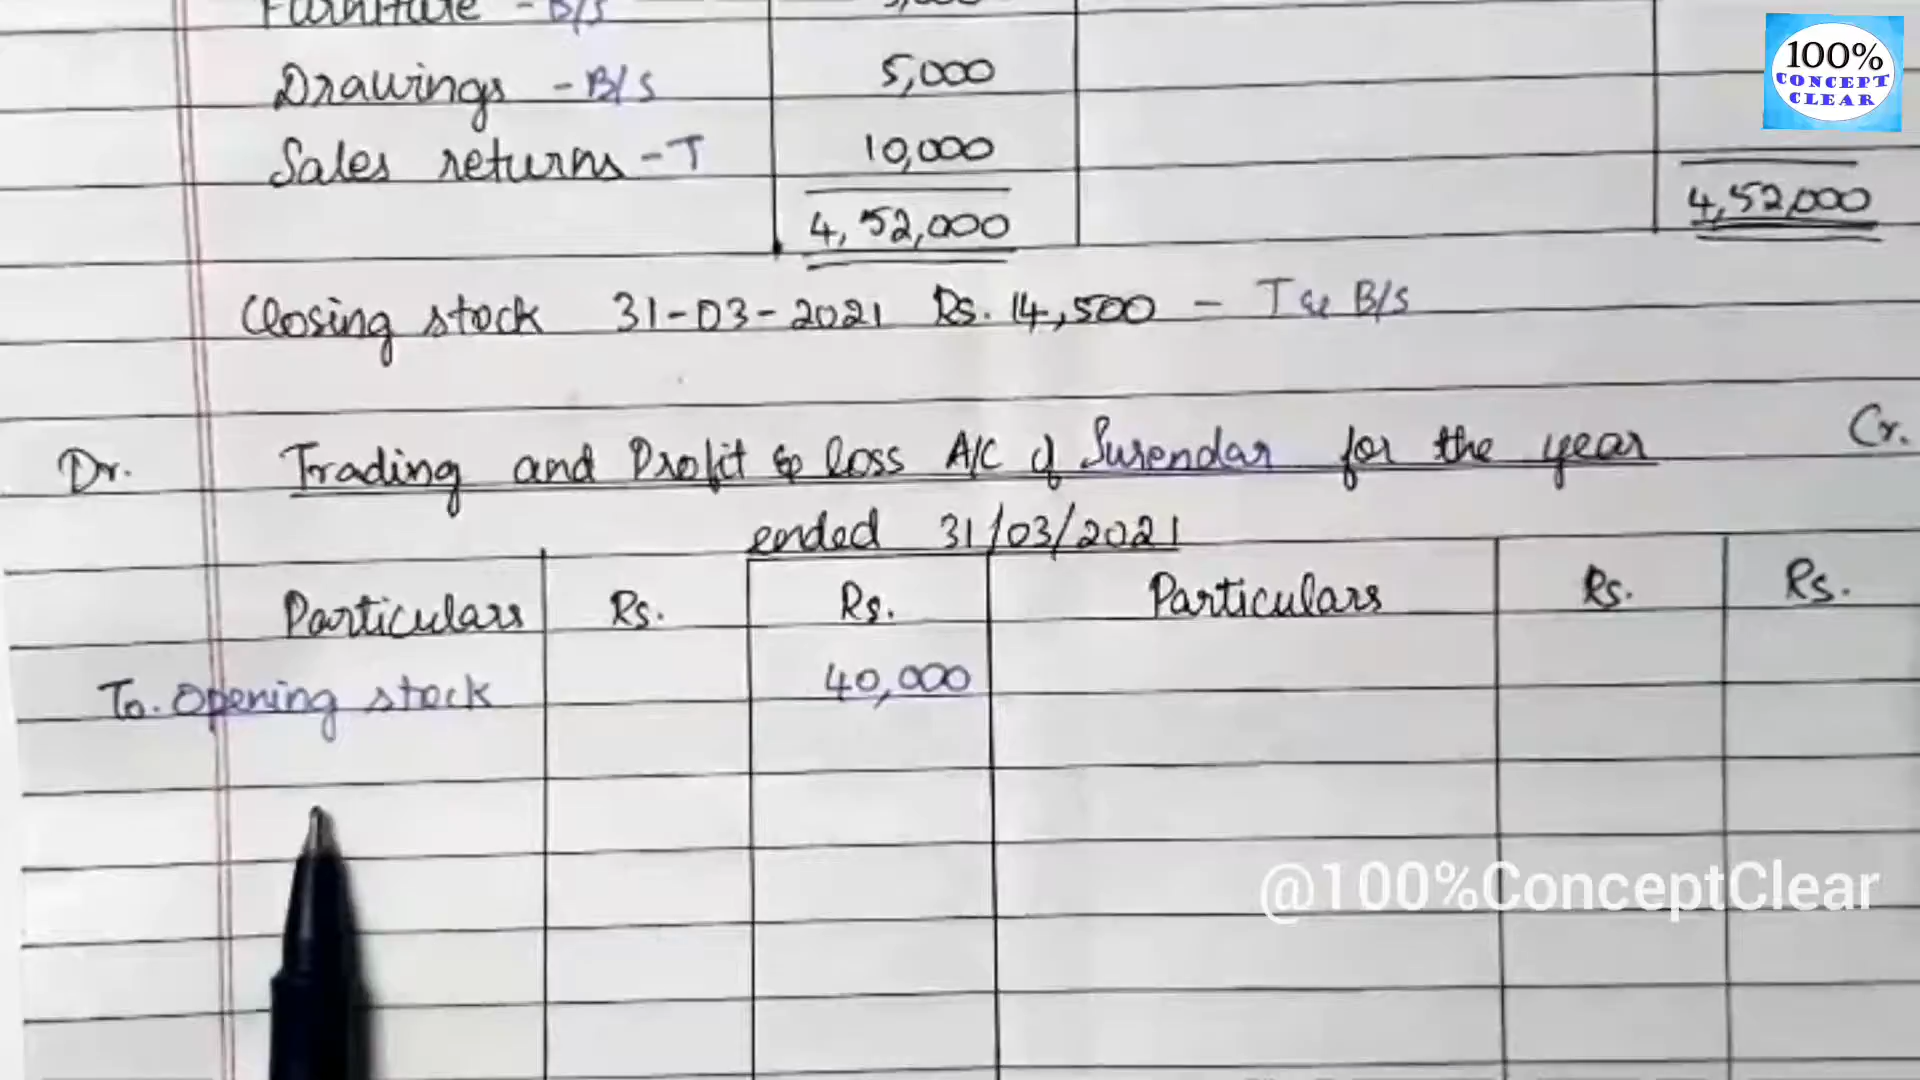 Furniture - B/S
100%
CONCEPT
CLEAR
Drawings - B/S 5,000
Sales returns - T 10,000
4,52,000 4,52,000
Closing stock 31-03-2021 Rs. 14,500 - T & B/S
Dr. Trading and Profit & loss A/C of Surendar for the year Cr.
ended 31/03/2021
Particulars Rs. Rs. Particulars Rs. Rs.
To. Opening stock 40,000
@100%ConceptClear